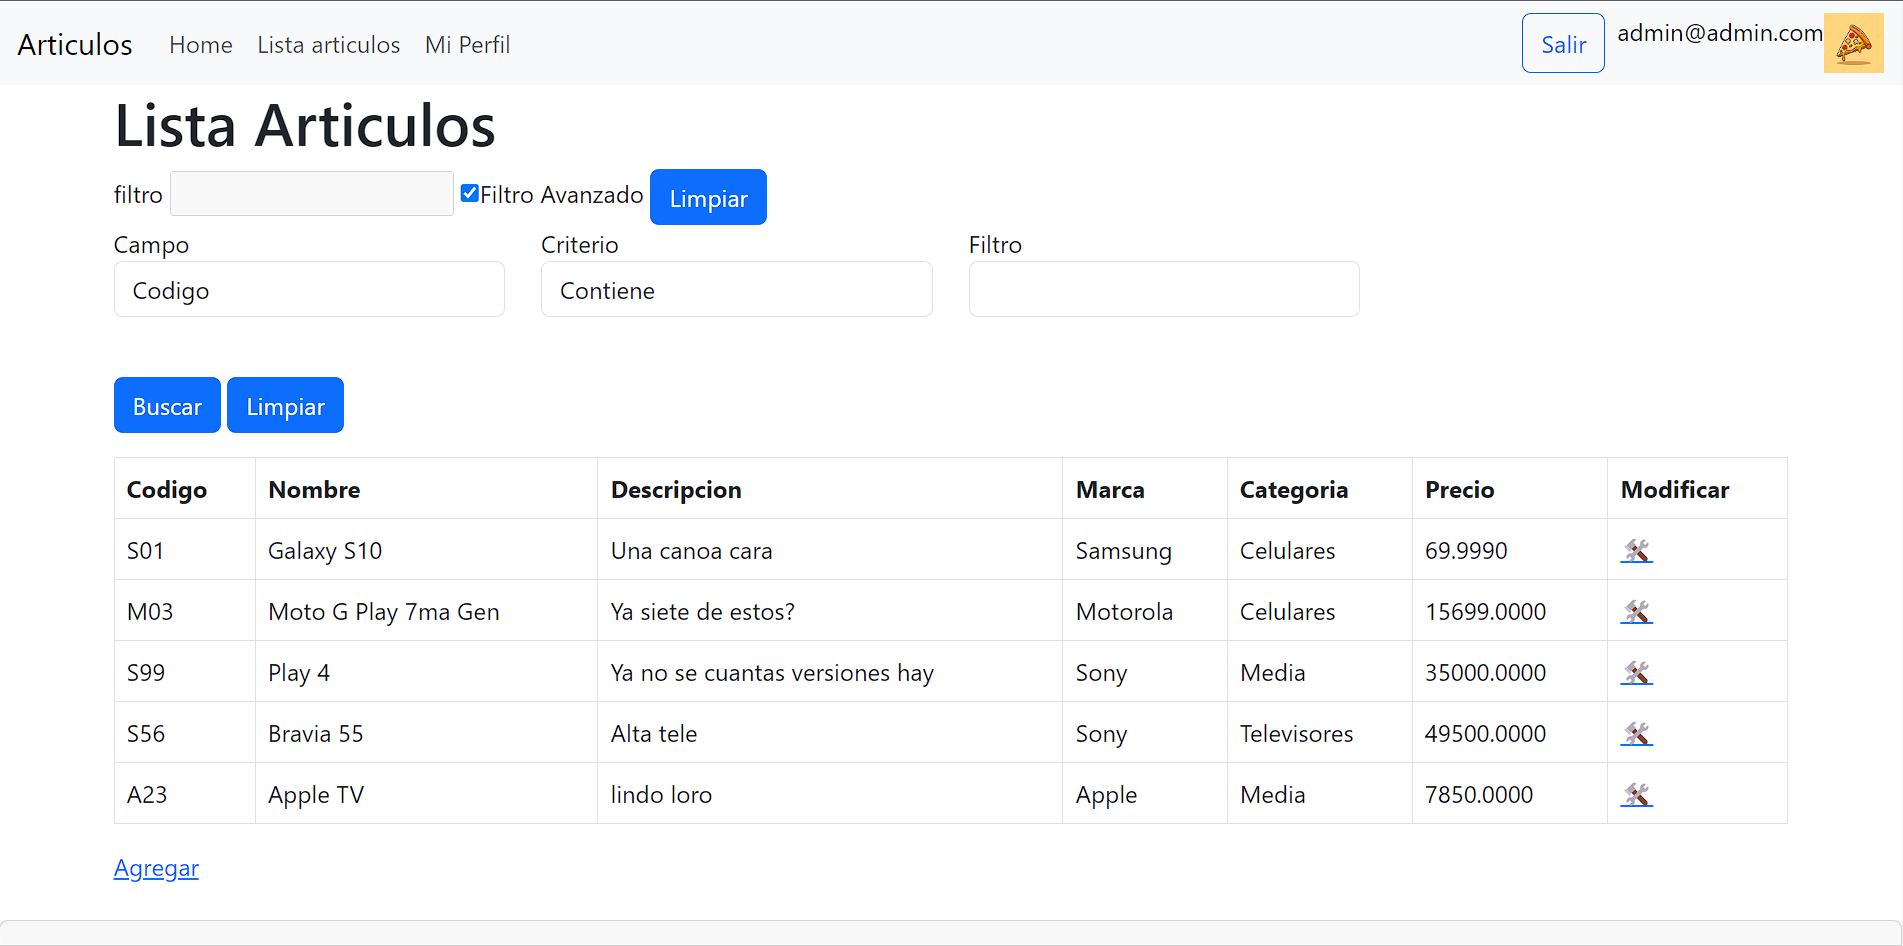 Articulos Home Lista articulos Mi Perfil Salir admin@admin.com
Lista Articulos
filtro Filtro Avanzado Limpiar
Campo Criterio Filtro
Codigo Contiene
Buscar Limpiar
Codigo Nombre Descripcion Marca Categoria Precio Modificar
S01 Galaxy S10 Una canoa cara Samsung Celulares 69.9990
M03 Moto G Play 7ma Gen Ya siete de estos? Motorola Celulares 15699.0000
S99 Play 4 Ya no se cuantas versiones hay Sony Media 35000.0000
S56 Bravia 55 Alta tele Sony Televisores 49500.0000
A23 Apple TV lindo loro Apple Media 7850.0000
Agregar